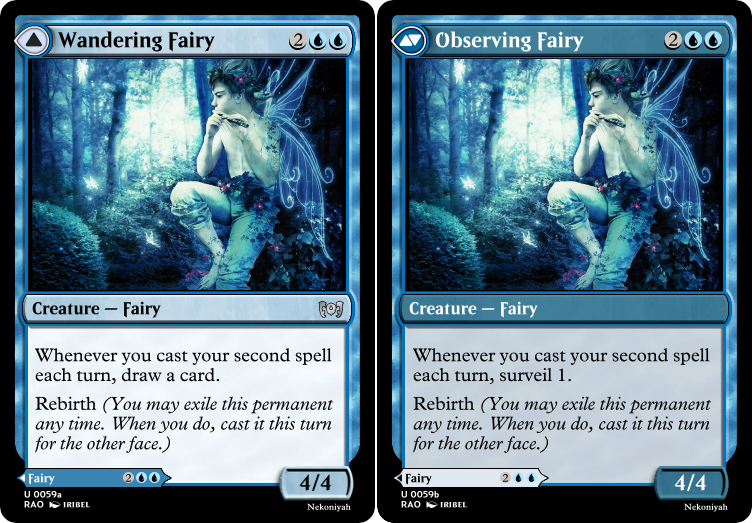 Wandering Fairy 2
Creature — Fairy
Whenever you cast your second spell
each turn, draw a card.
Rebirth (You may exile this permanent
any time. When you do, cast it this turn
for the other face.)
Fairy 2
4/4
U 0059a
RAO IRIBEL
Nekoniyah
Observing Fairy 2
Creature — Fairy
Whenever you cast your second spell
each turn, surveil 1.
Rebirth (You may exile this permanent
any time. When you do, cast it this turn
for the other face.)
Fairy 2
4/4
U 0059b
RAO IRIBEL
Nekoniyah